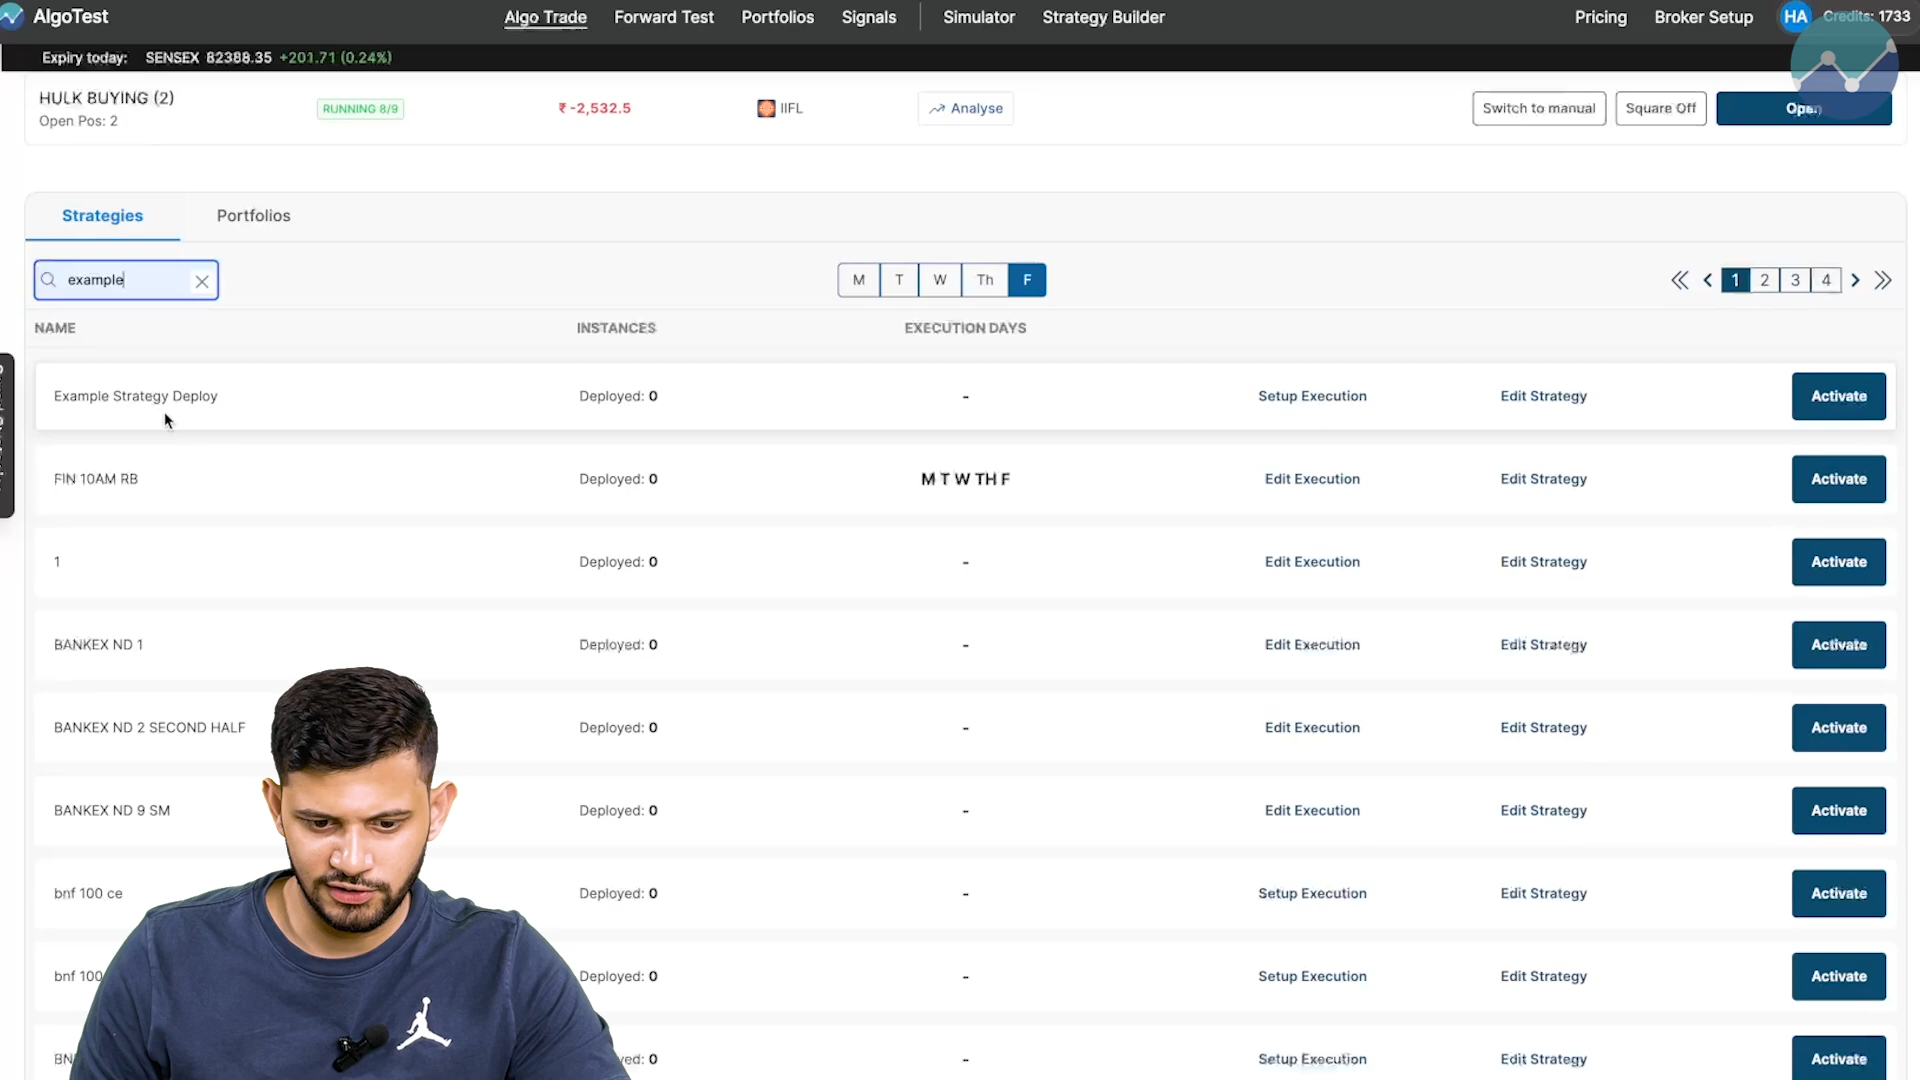 AlgoTest
Algo Trade Forward Test Portfolios Signals Simulator Strategy Builder Pricing Broker Setup HA Credits: 1733
Expiry today: SENSEX 82388.35 +201.71 (0.24%)
HULK BUYING (2) RUNNING 8/9 ₹ -2,532.5 IIFL Analyse Switch to manual Square Off Open
Open Pos: 2
Strategies Portfolios
example M T W Th F 1 2 3 4
NAME INSTANCES EXECUTION DAYS
Example Strategy Deploy Deployed: 0 - Setup Execution Edit Strategy Activate
FIN 10AM RB Deployed: 0 M T W TH F Edit Execution Edit Strategy Activate
1 Deployed: 0 - Edit Execution Edit Strategy Activate
BANKEX ND 1 Deployed: 0 - Edit Execution Edit Strategy Activate
BANKEX ND 2 SECOND HALF Deployed: 0 - Edit Execution Edit Strategy Activate
BANKEX ND 9 SM Deployed: 0 - Edit Execution Edit Strategy Activate
bnf 100 ce Deployed: 0 - Setup Execution Edit Strategy Activate
bnf 100 Deployed: 0 - Setup Execution Edit Strategy Activate
0 - Setup Execution Edit Strategy Activate